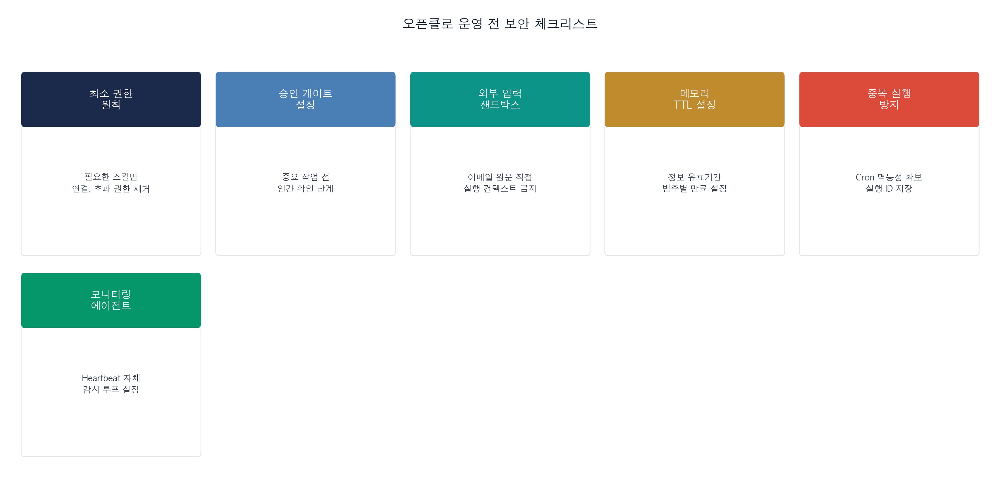 오픈클로 운영 전 보안 체크리스트
최소 권한
원칙
필요한 스킬만
연결, 초과 권한 제거
승인 게이트
설정
중요 작업 전
인간 확인 단계
외부 입력
샌드박스
이메일 원문 직접
실행 컨텍스트 금지
메모리
TTL 설정
정보 유효기간
범주별 만료 설정
중복 실행
방지
Cron 멱등성 확보
실행 ID 저장
모니터링
에이전트
Heartbeat 자체
감시 루프 설정